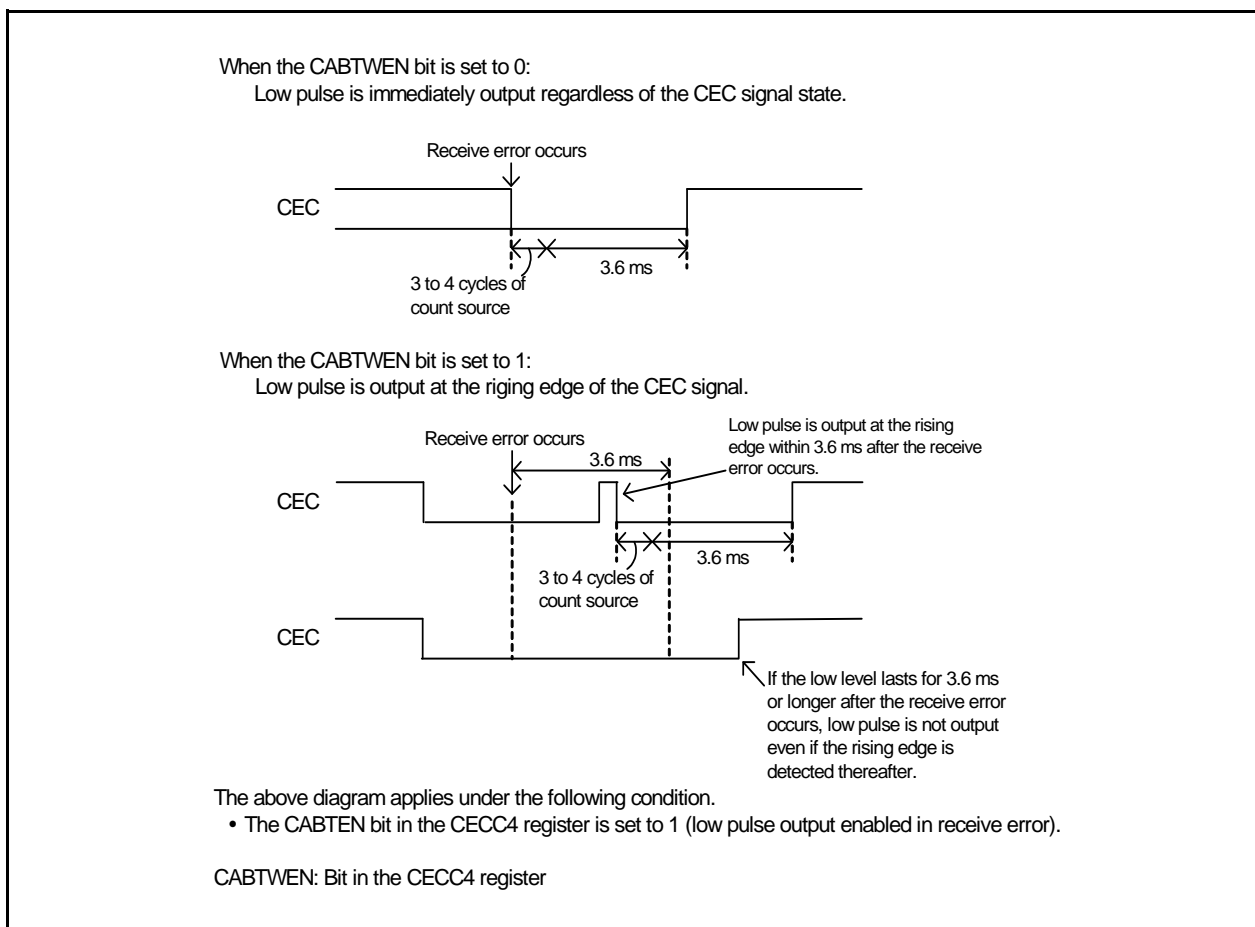 When the CABTWEN bit is set to 0:
Low pulse is immediately output regardless of the CEC signal state.
Receive error occurs
CEC
3.6 ms
3 to 4 cycles of
count source
When the CABTWEN bit is set to 1:
Low pulse is output at the riging edge of the CEC signal.
Receive error occurs
3.6 ms
Low pulse is output at the rising
edge within 3.6 ms after the receive
error occurs.
CEC
3.6 ms
3 to 4 cycles of
count source
CEC
If the low level lasts for 3.6 ms
or longer after the receive error
occurs, low pulse is not output
even if the rising edge is
detected thereafter.
The above diagram applies under the following condition.
• The CABTEN bit in the CECC4 register is set to 1 (low pulse output enabled in receive error).
CABTWEN: Bit in the CECC4 register